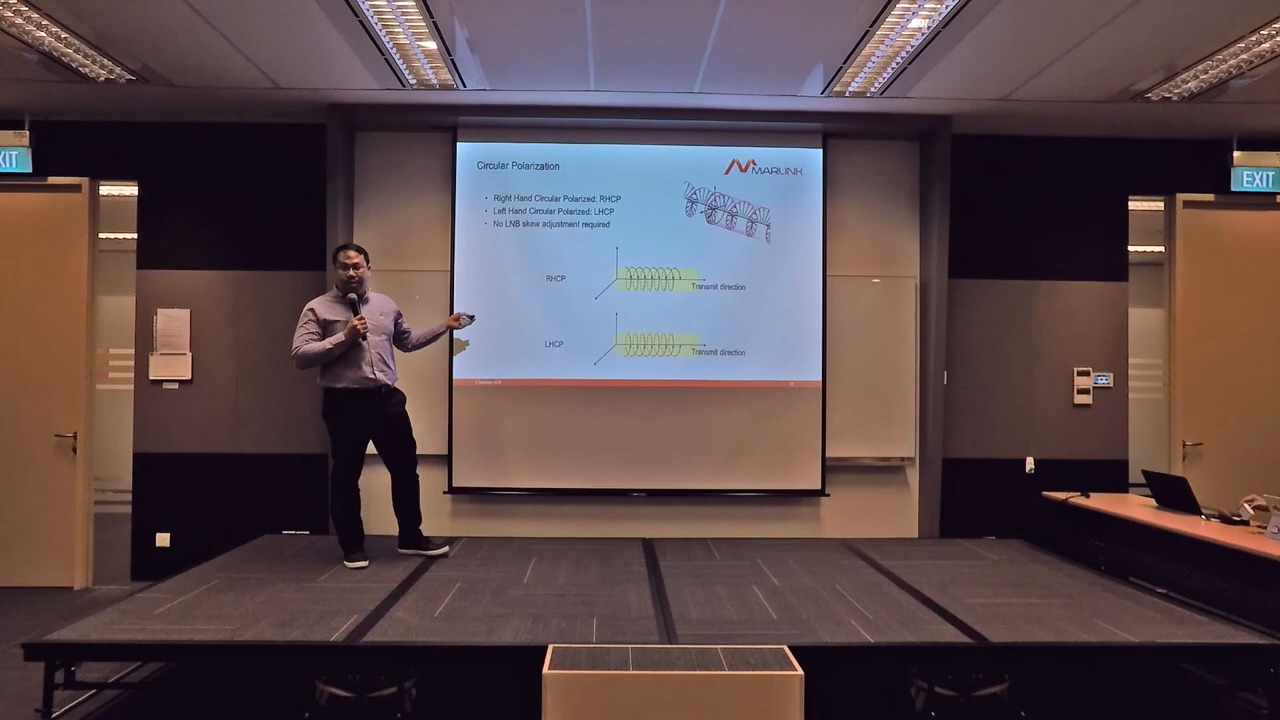 EXIT
EXIT
Circular Polarization
MARLINK
• Right Hand Circular Polarized: RHCP
• Left Hand Circular Polarized: LHCP
• No LNB skew adjustment required
RHCP
Transmit direction
LHCP
Transmit direction